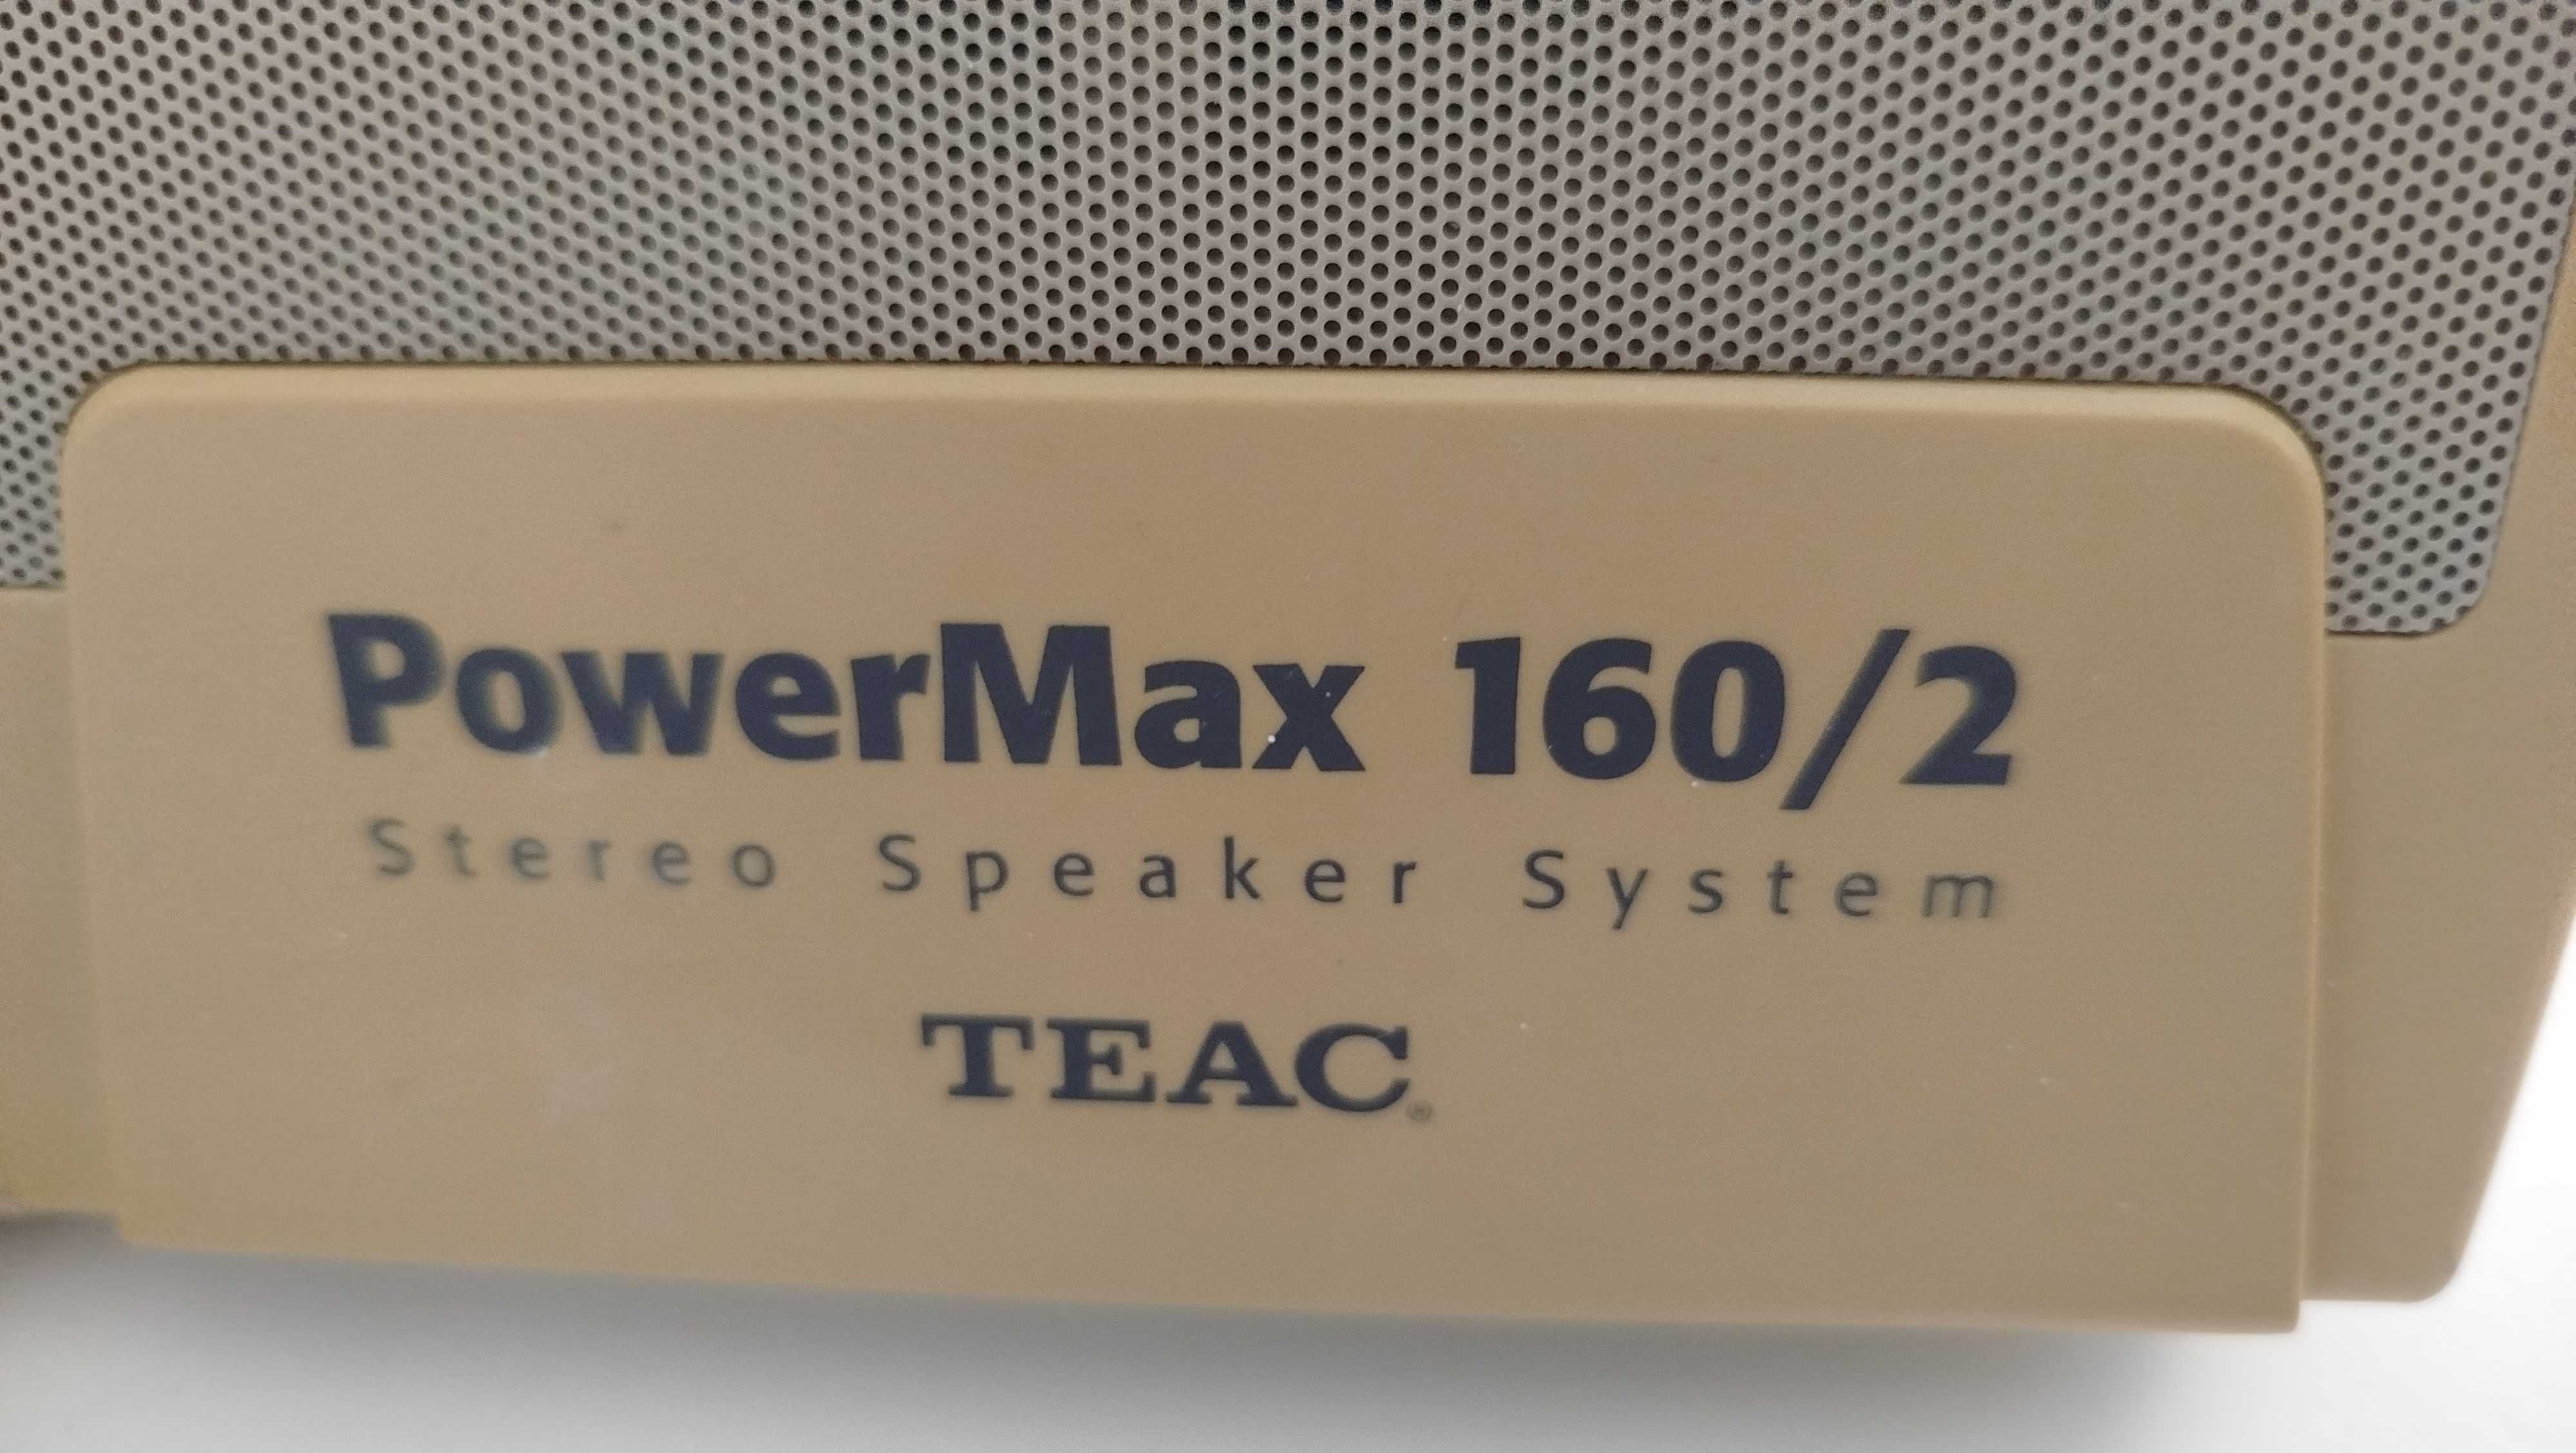 PowerMax 160/2
Stereo Speaker System
TEAC®